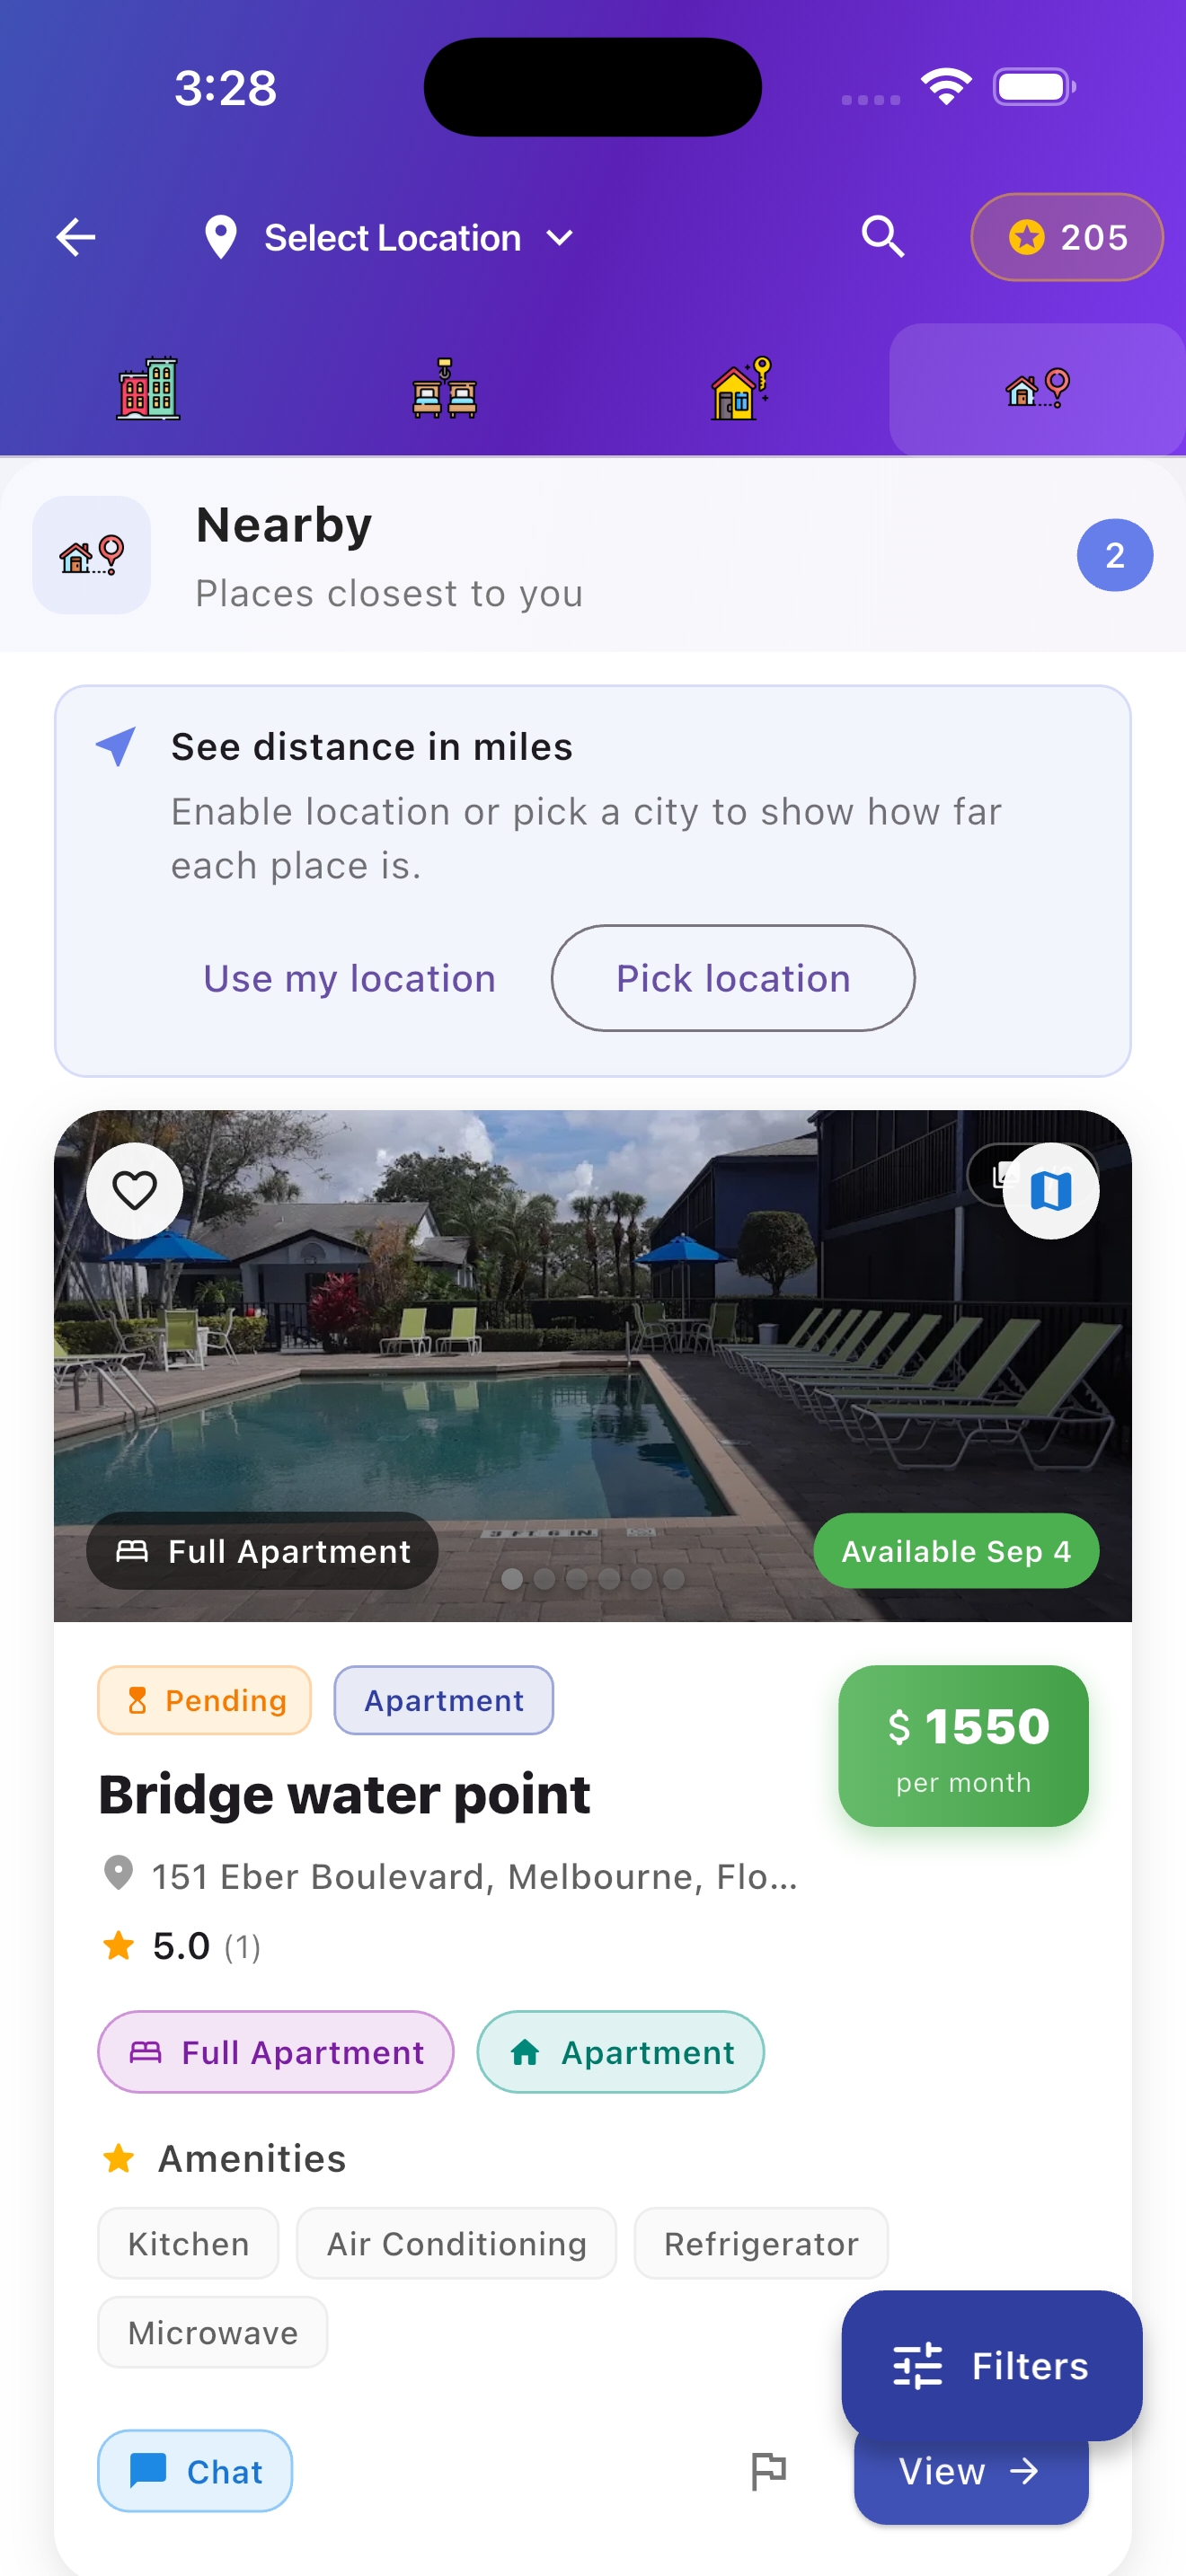 3:28
Select Location
205
Nearby
Places closest to you
2
See distance in miles
Enable location or pick a city to show how far
each place is.
Use my location
Pick location
Full Apartment
Available Sep 4
Pending
Apartment
$ 1550
per month
Bridge water point
151 Eber Boulevard, Melbourne, Flo...
5.0 (1)
Full Apartment
Apartment
Amenities
Kitchen
Air Conditioning
Refrigerator
Microwave
Filters
Chat
View